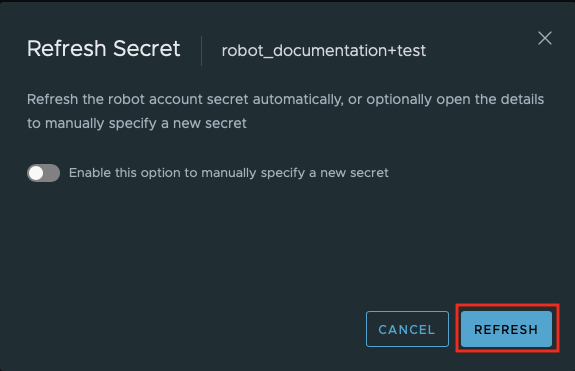 Refresh Secret robot_documentation+test
Refresh the robot account secret automatically, or optionally open the details
to manually specify a new secret
Enable this option to manually specify a new secret
CANCEL REFRESH